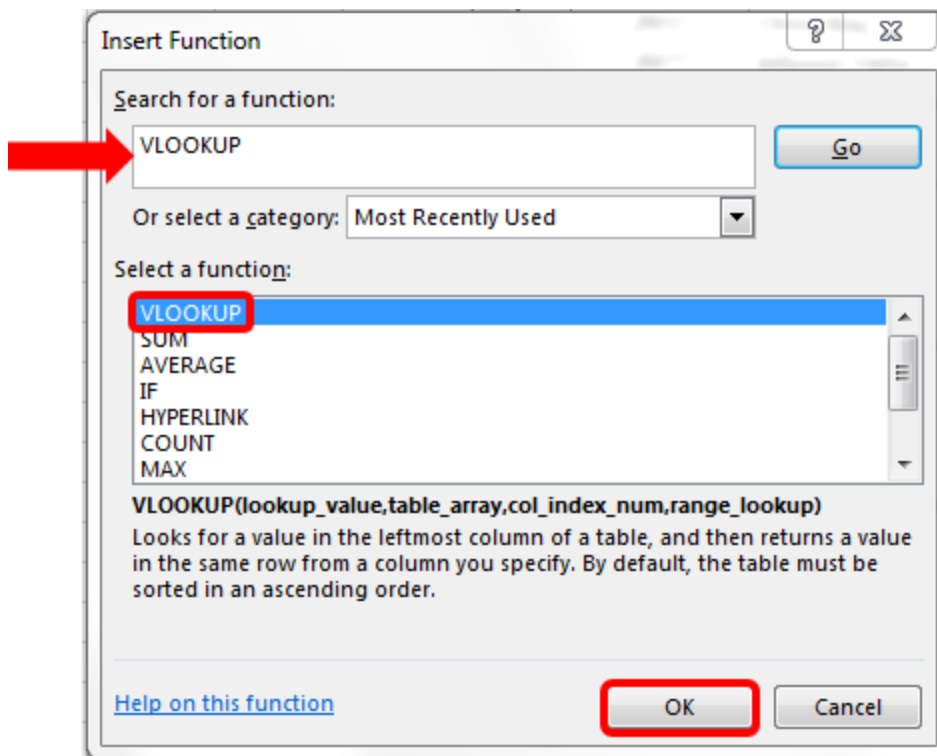 Insert Function
Search for a function:
VLOOKUP
Go
Or select a category: Most Recently Used
Select a function:
VLOOKUP
SUM
AVERAGE
IF
HYPERLINK
COUNT
MAX
VLOOKUP(lookup_value,table_array,col_index_num,range_lookup)
Looks for a value in the leftmost column of a table, and then returns a value
in the same row from a column you specify. By default, the table must be
sorted in an ascending order.
Help on this function
OK Cancel